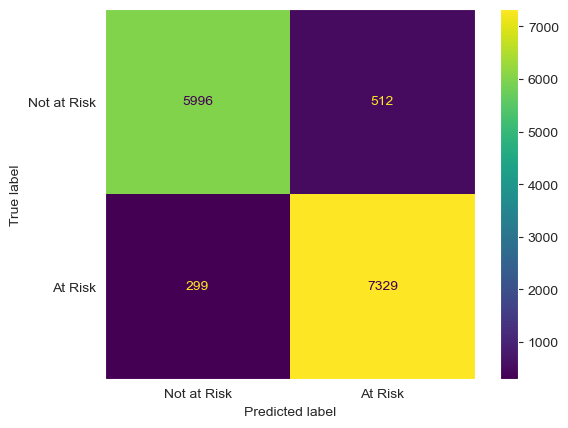 7000
6000
5000
4000
3000
2000
1000
True label
Not at Risk
At Risk
5996
512
299
7329
Not at Risk
At Risk
Predicted label